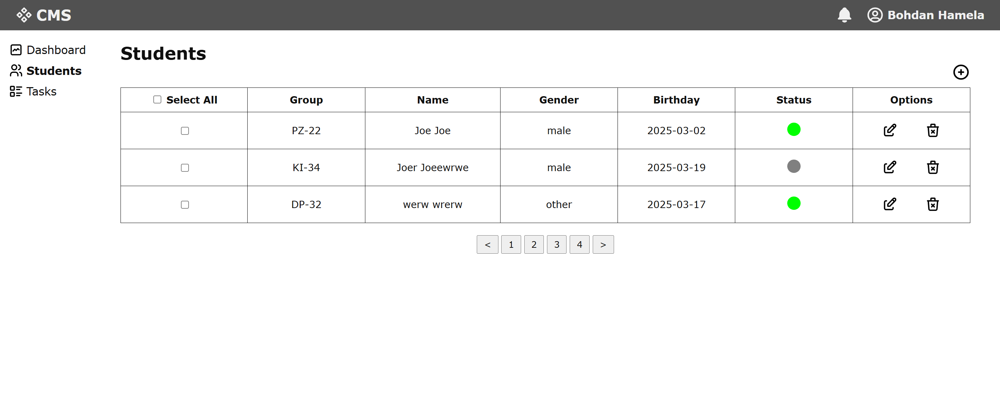 CMS
Bohdan Hamela
Dashboard
Students
Tasks
Students
Select All Group Name Gender Birthday Status Options
PZ-22 Joe Joe male 2025-03-02
KI-34 Joer Joeewrwe male 2025-03-19
DP-32 werw wrerw other 2025-03-17
< 1 2 3 4 >